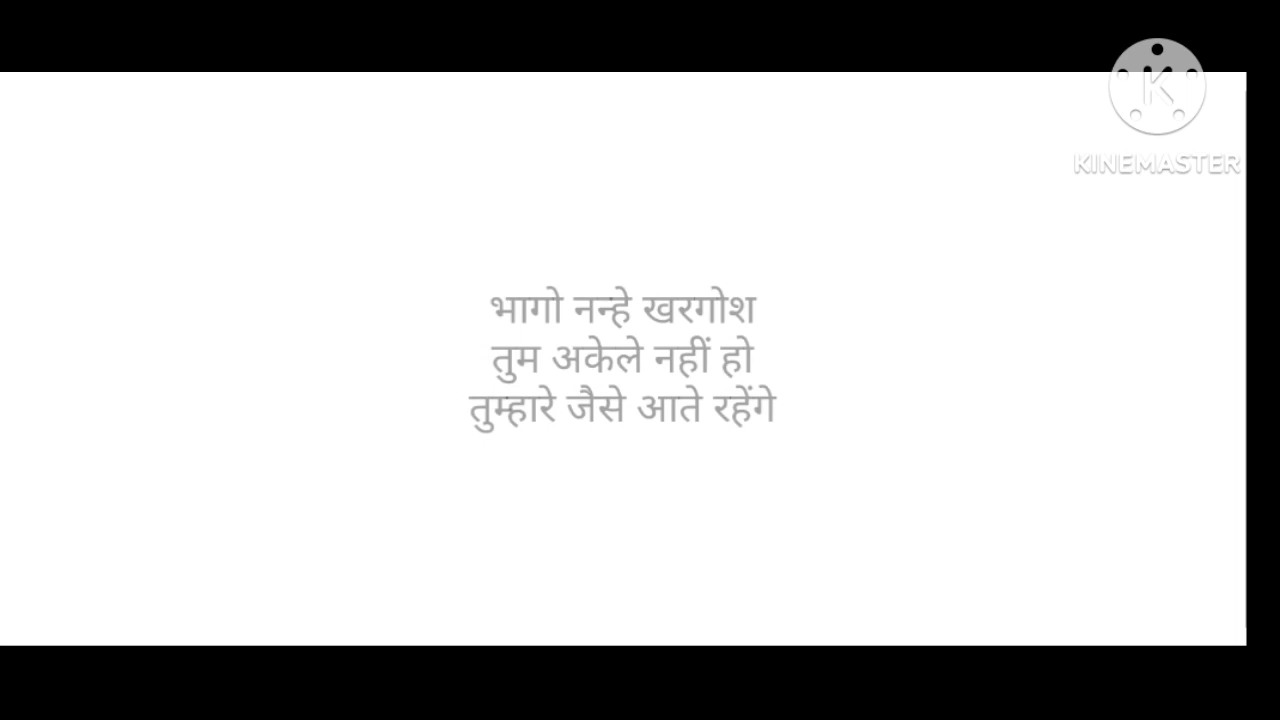 KINEMASTER
भागो नन्हे खरगोश
तुम अकेले नहीं हो
तुम्हारे जैसे आते रहेंगे